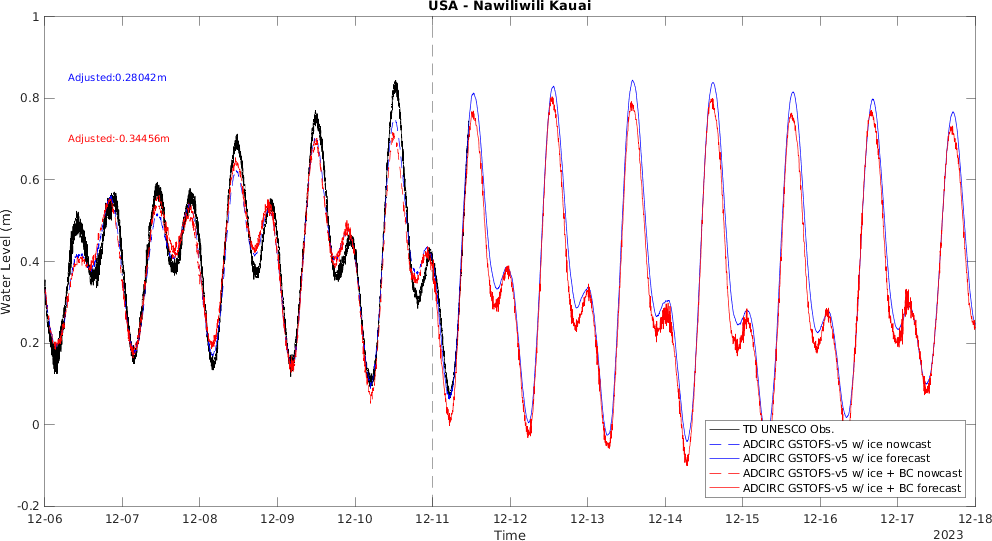 USA - Nawiliwili Kauai
1
0.8
0.6
0.4
0.2
0
-0.2
Water Level (m)
Adjusted:0.28042m
Adjusted:-0.34456m
TD UNESCO Obs.
ADCIRC GSTOFS-v5 w/ ice nowcast
ADCIRC GSTOFS-v5 w/ ice forecast
ADCIRC GSTOFS-v5 w/ ice + BC nowcast
ADCIRC GSTOFS-v5 w/ ice + BC forecast
12-06 12-07 12-08 12-09 12-10 12-11 12-12 12-13 12-14 12-15 12-16 12-17 12-18
Time
2023